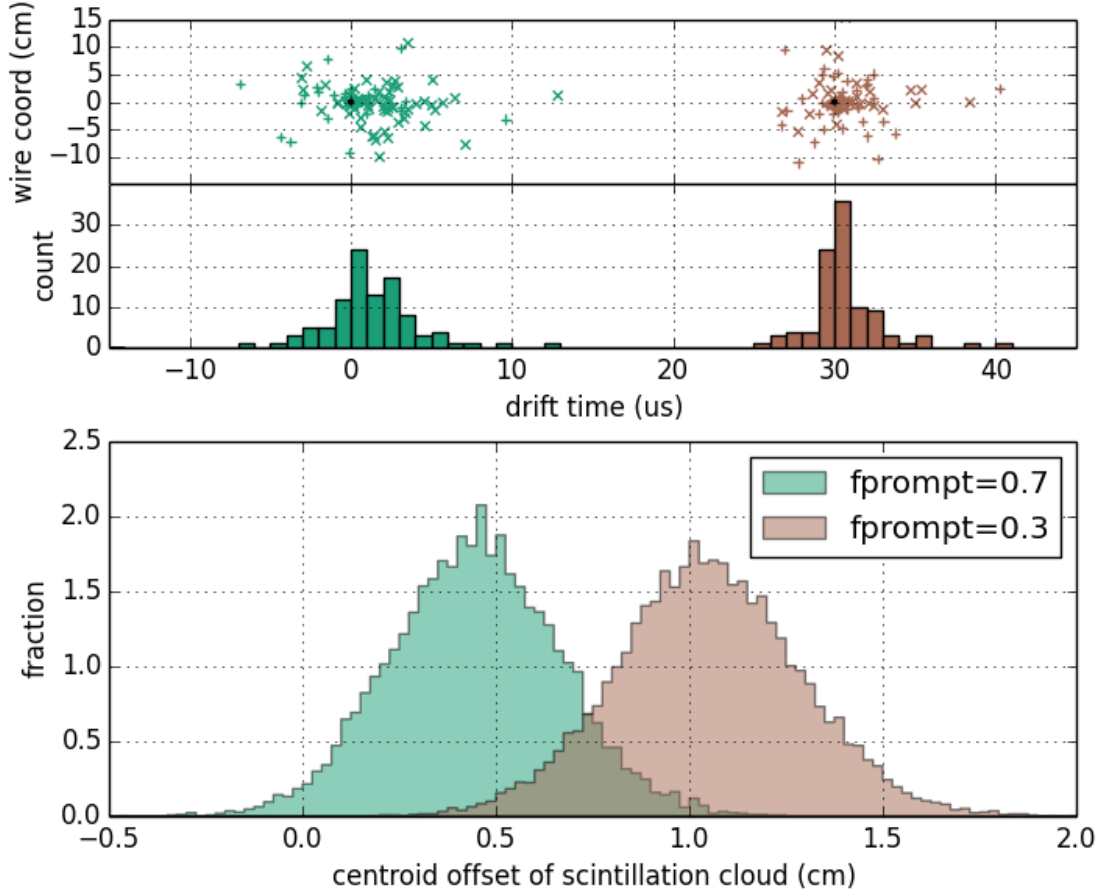 15
10
5
0
−5
−10
wire coord (cm)
30
20
10
0
count
−10 0 10 20 30 40
drift time (us)
2.5
2.0
1.5
1.0
0.5
0.0
fraction
fprompt=0.7
fprompt=0.3
−0.5 0.0 0.5 1.0 1.5 2.0
centroid offset of scintillation cloud (cm)